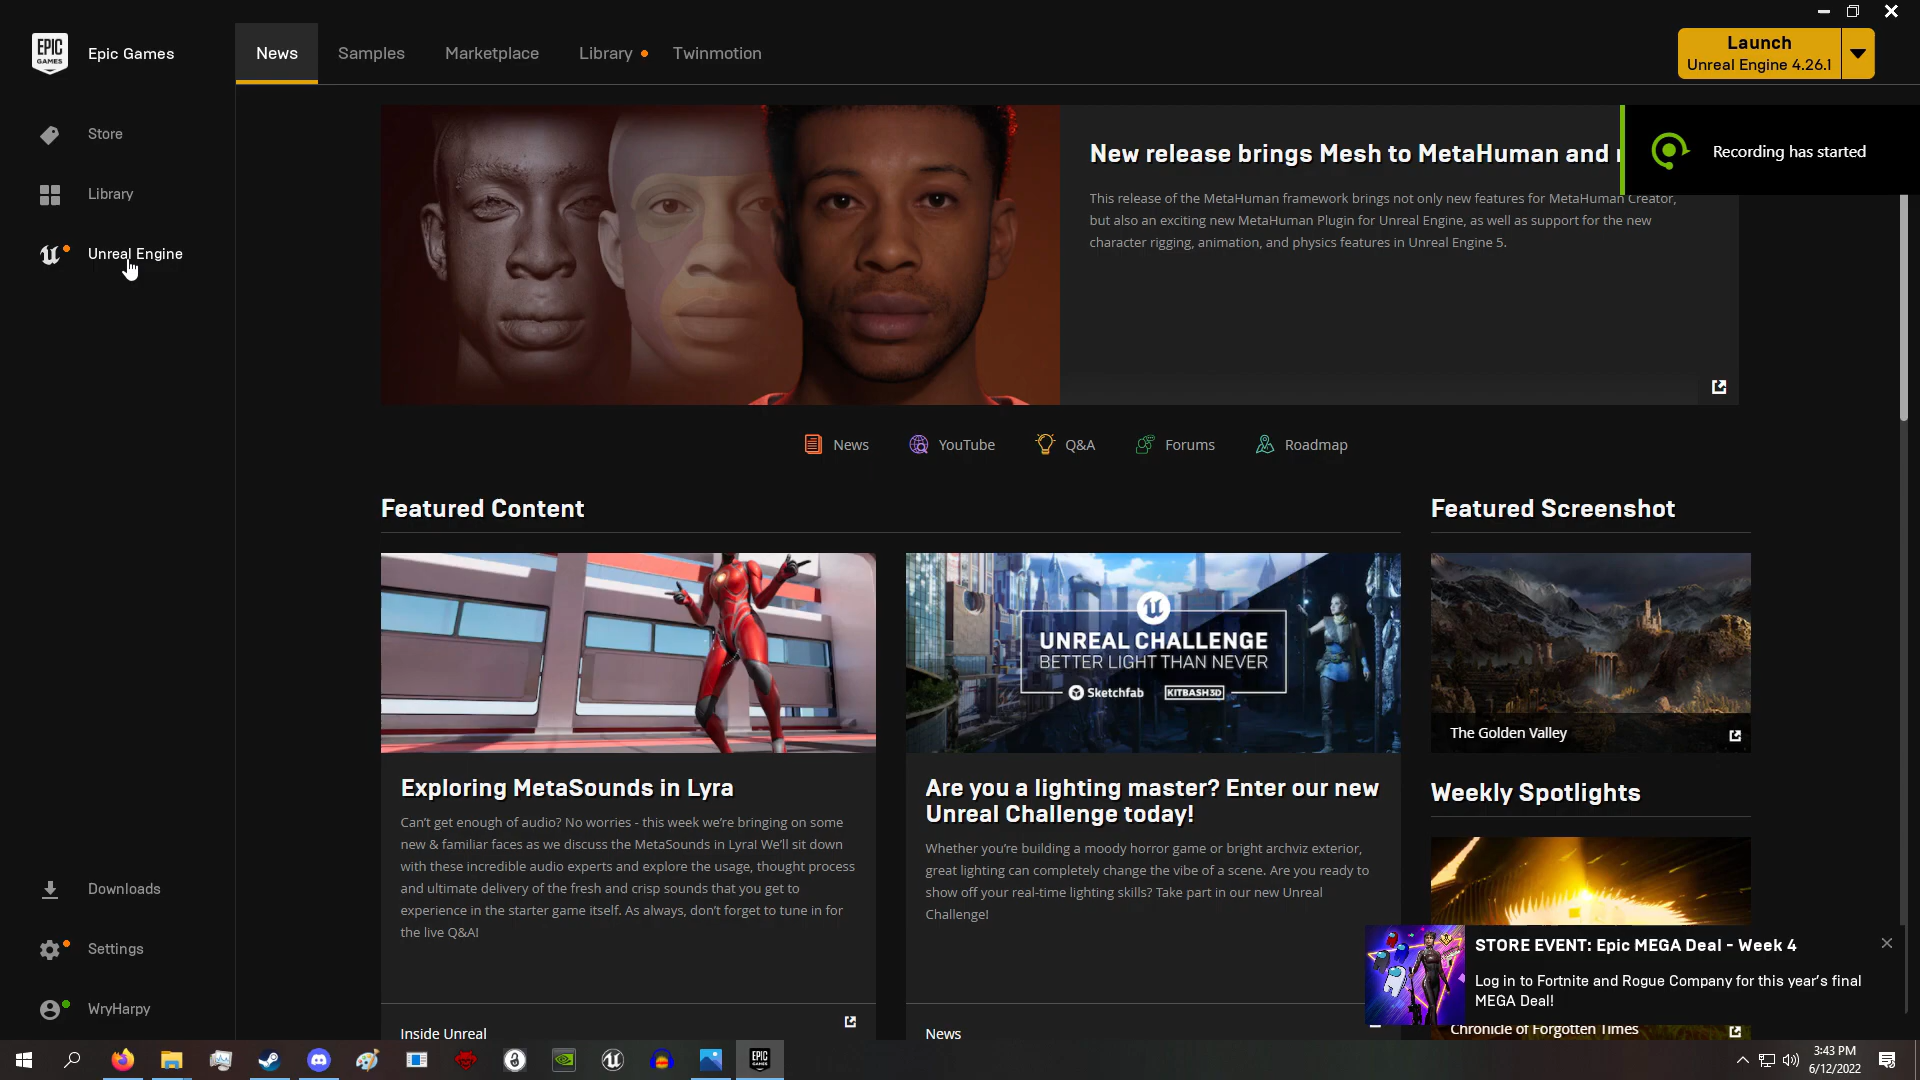 EPIC
GAMES
Epic Games
News
Samples
Marketplace
Library
Twinmotion
Launch
Unreal Engine 4.26.1
Store
Library
Unreal Engine
New release brings Mesh to MetaHuman and
Recording has started
This release of the MetaHuman framework brings not only new features for MetaHuman Creator,
but also an exciting new MetaHuman Plugin for Unreal Engine, as well as support for the new
character rigging, animation, and physics features in Unreal Engine 5.
News
YouTube
Q&A
Forums
Roadmap
Featured Content
Featured Screenshot
UNREAL CHALLENGE
BETTER LIGHT THAN NEVER
Sketchfab
KITBASH3D
The Golden Valley
Exploring MetaSounds in Lyra
Can't get enough of audio? No worries - this week we're bringing on some
new & familiar faces as we discuss the MetaSounds in Lyra! We'll sit down
with these incredible audio experts and explore the usage, thought process
and ultimate delivery of the fresh and crisp sounds that you get to
experience in the starter game itself. As always, don't forget to tune in for
the live Q&A!
Inside Unreal
Are you a lighting master? Enter our new
Unreal Challenge today!
Whether you're building a moody horror game or bright archviz exterior,
great lighting can completely change the vibe of a scene. Are you ready to
show off your real-time lighting skills? Take part in our new Unreal
Challenge!
News
Weekly Spotlights
STORE EVENT: Epic MEGA Deal - Week 4
Log in to Fortnite and Rogue Company for this year's final
MEGA Deal!
Chronicle of Forgotten Times
Downloads
Settings
WryHarpy
EPIC
GAMES
3:43 PM
6/12/2022